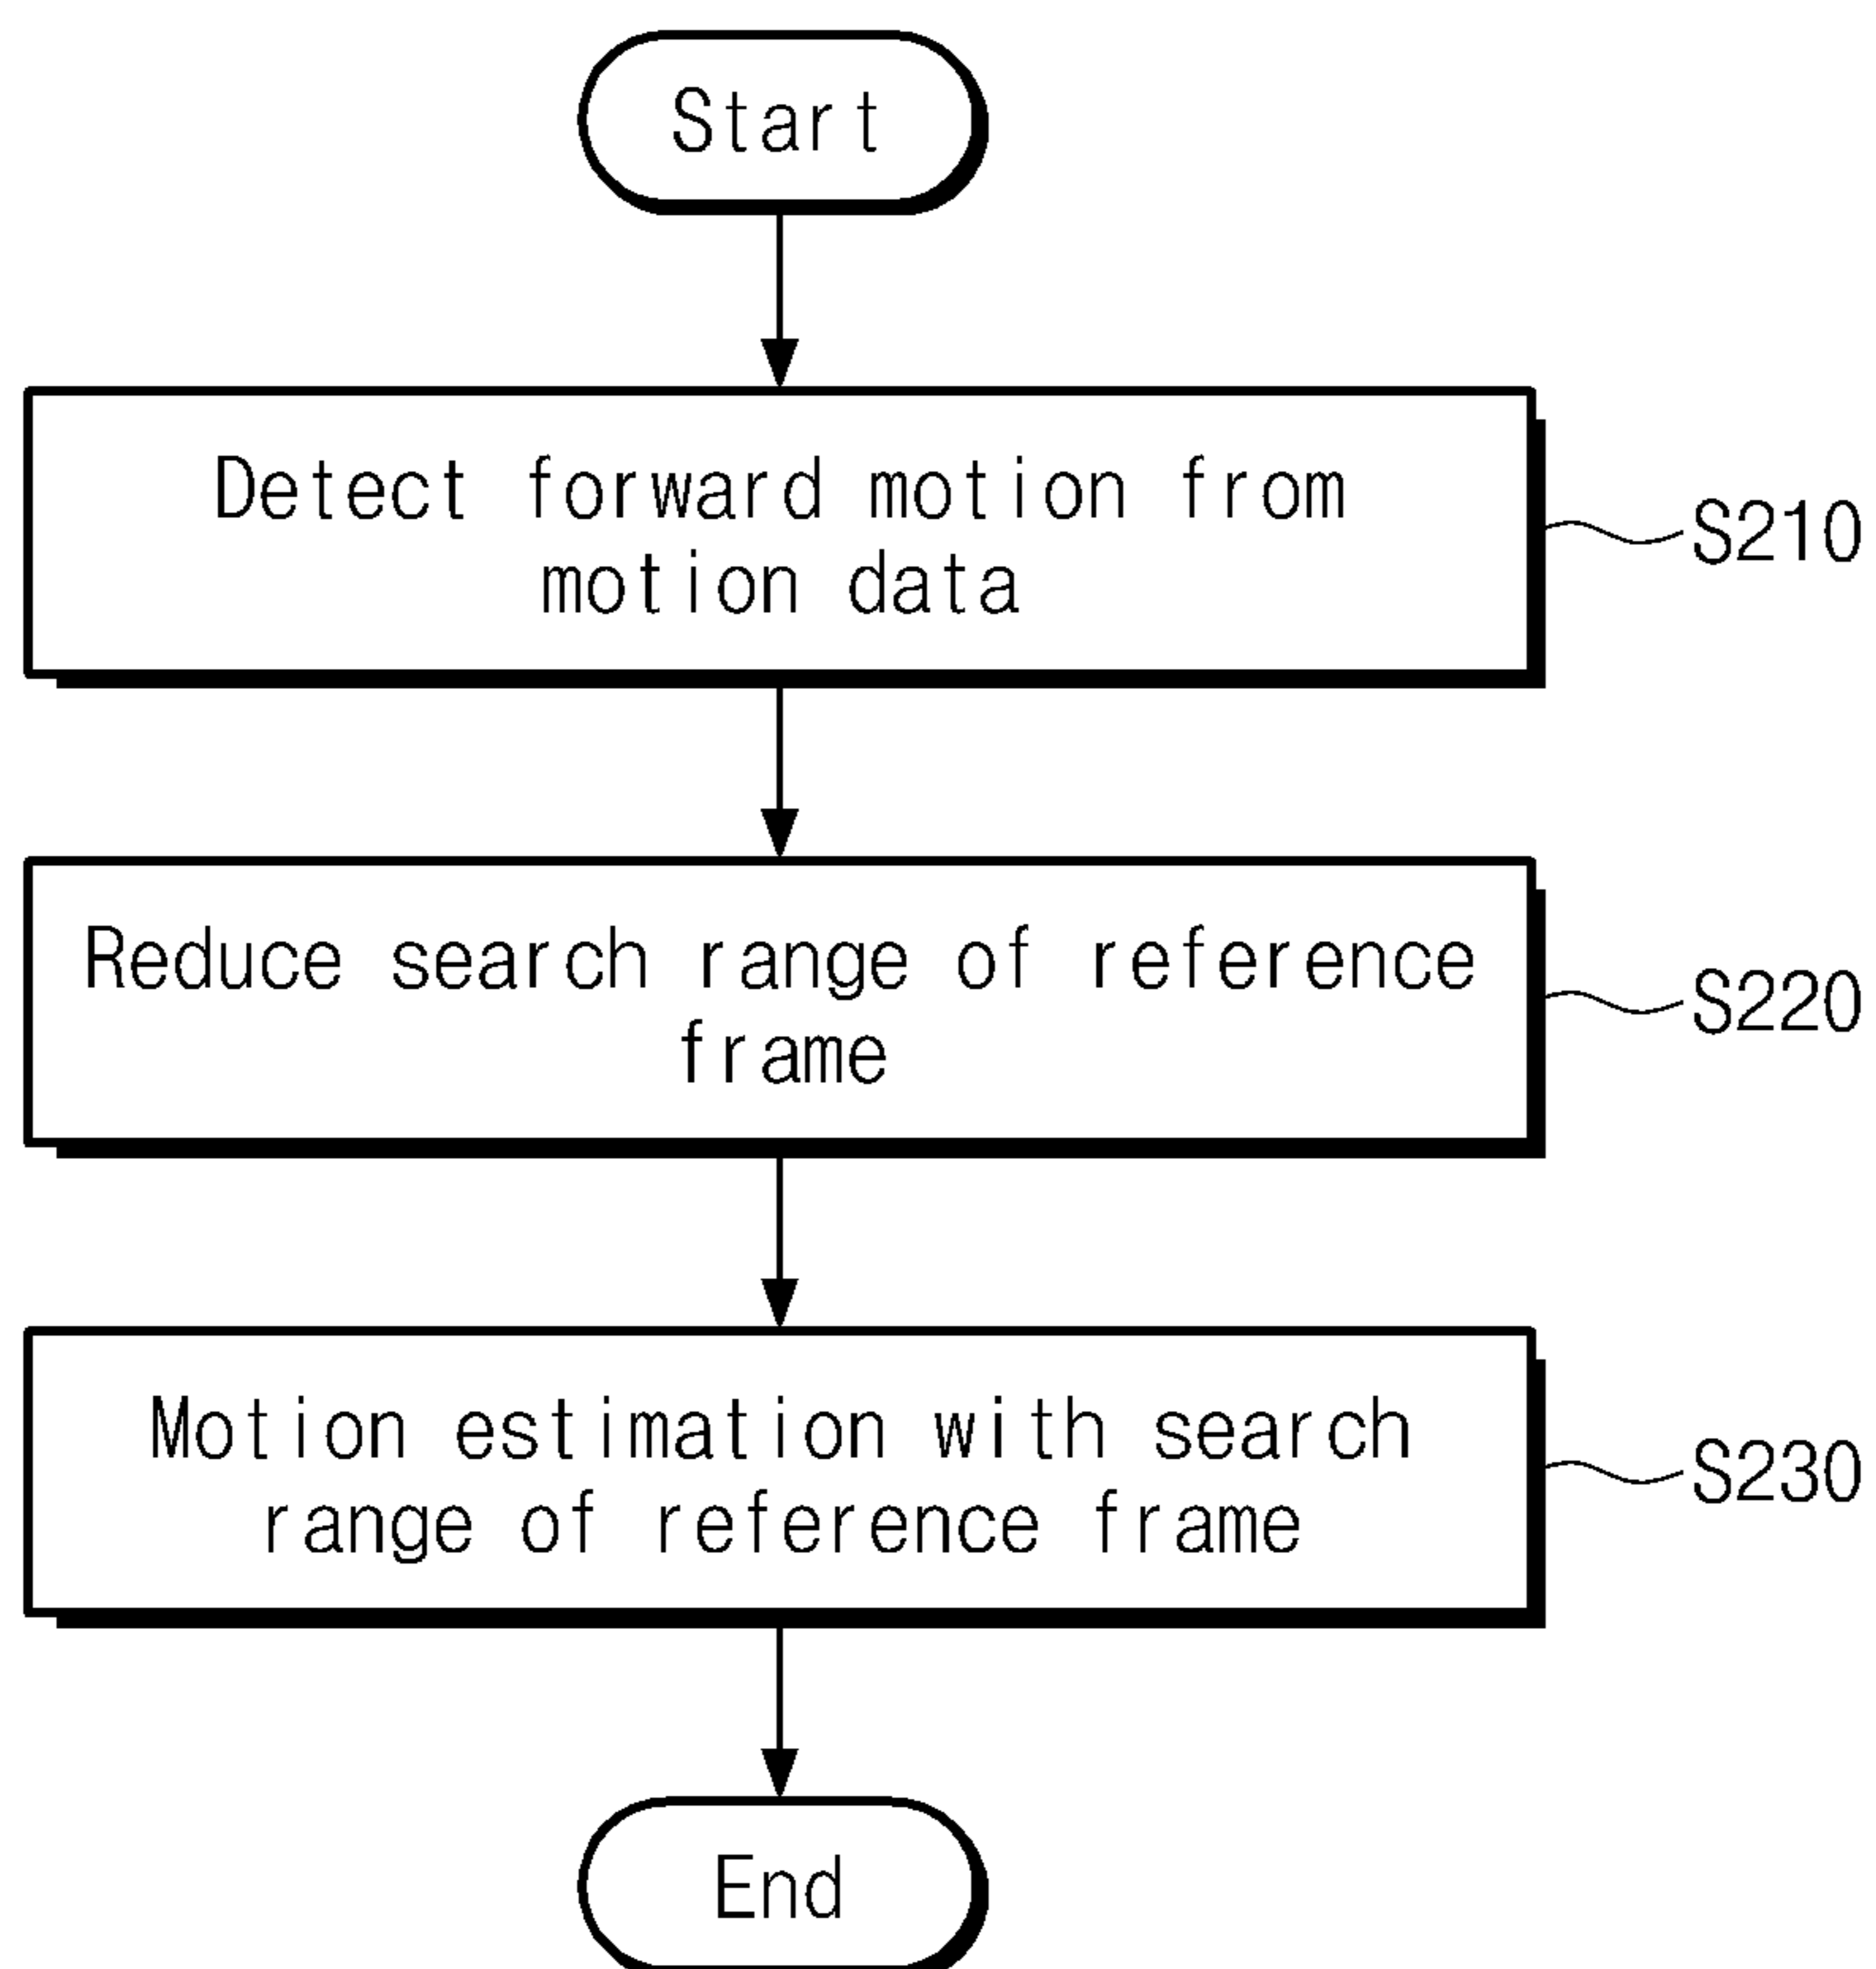 Start
Detect forward motion from
motion data
S210
Reduce search range of reference
frame
S220
Motion estimation with search
range of reference frame
S230
End